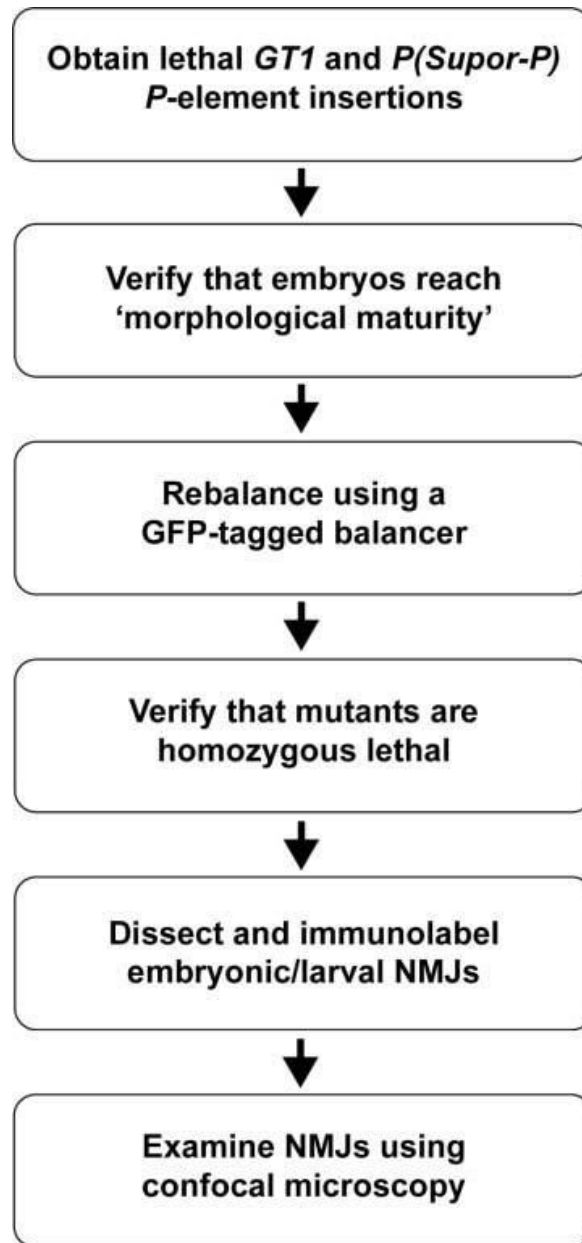 Obtain lethal GT1 and P(Supor-P)
P-element insertions
Verify that embryos reach
‘morphological maturity’
Rebalance using a
GFP-tagged balancer
Verify that mutants are
homozygous lethal
Dissect and immunolabel
embryonic/larval NMJs
Examine NMJs using
confocal microscopy